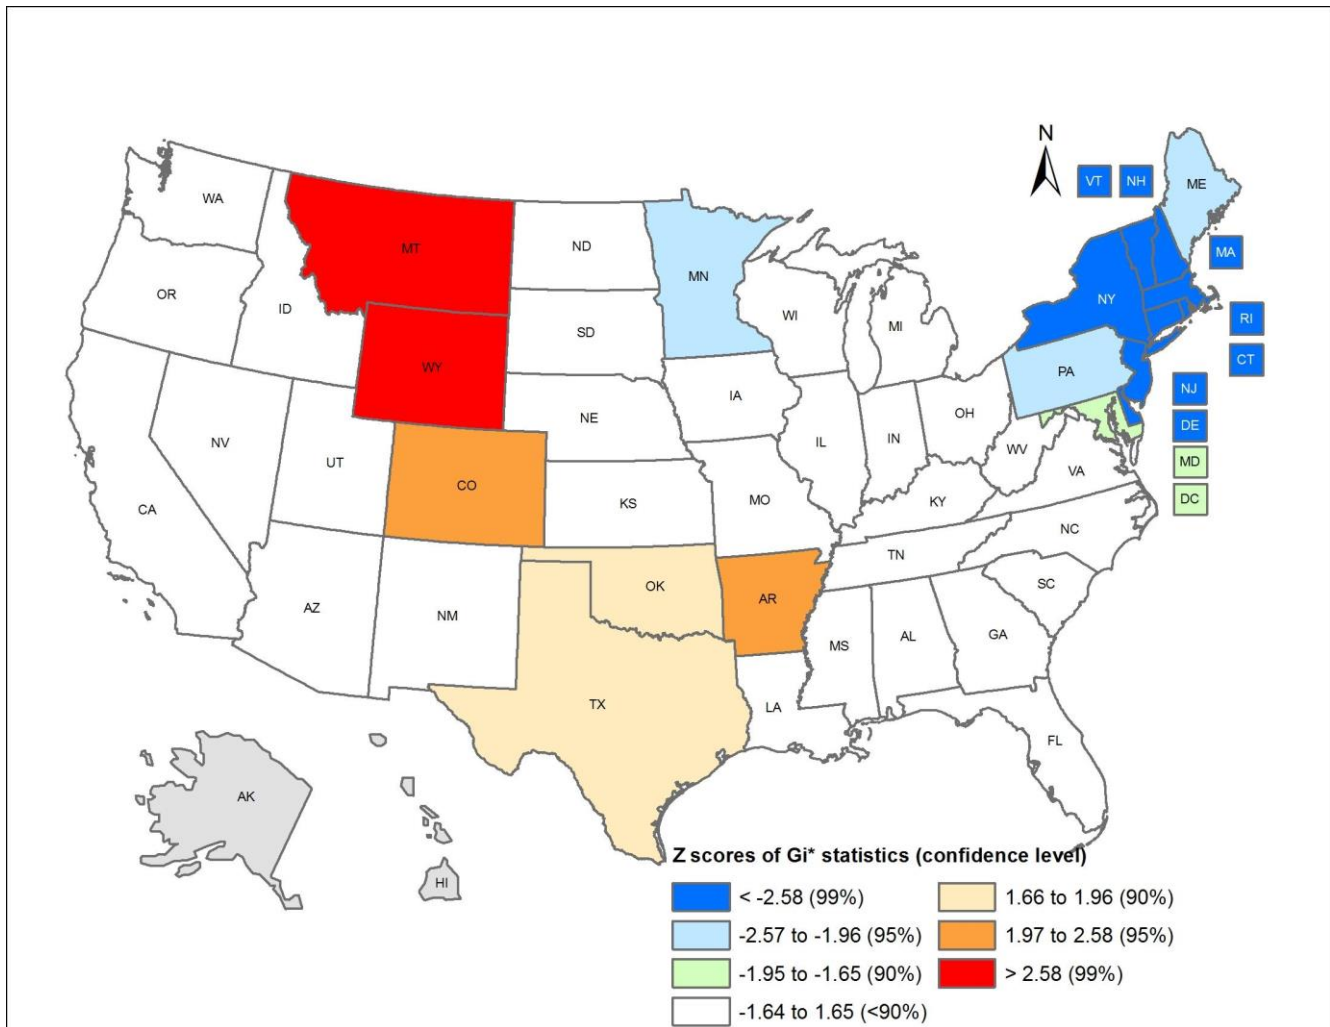 N
VT NH ME
WA
MT
ND
MN
MA
OR
ID
SD
WI
MI
NY
RI
WY
CT
PA
NJ
IA
NE
DE
NV
UT
CO
IL
IN
OH
WV
MD
VA
DC
CA
KS
MO
KY
NC
TN
AZ
NM
OK
AR
SC
MS
AL
GA
TX
LA
FL
AK
HI
Z scores of Gi* statistics (confidence level)
< -2.58 (99%)
-2.57 to -1.96 (95%)
-1.95 to -1.65 (90%)
-1.64 to 1.65 (<90%)
1.66 to 1.96 (90%)
1.97 to 2.58 (95%)
> 2.58 (99%)